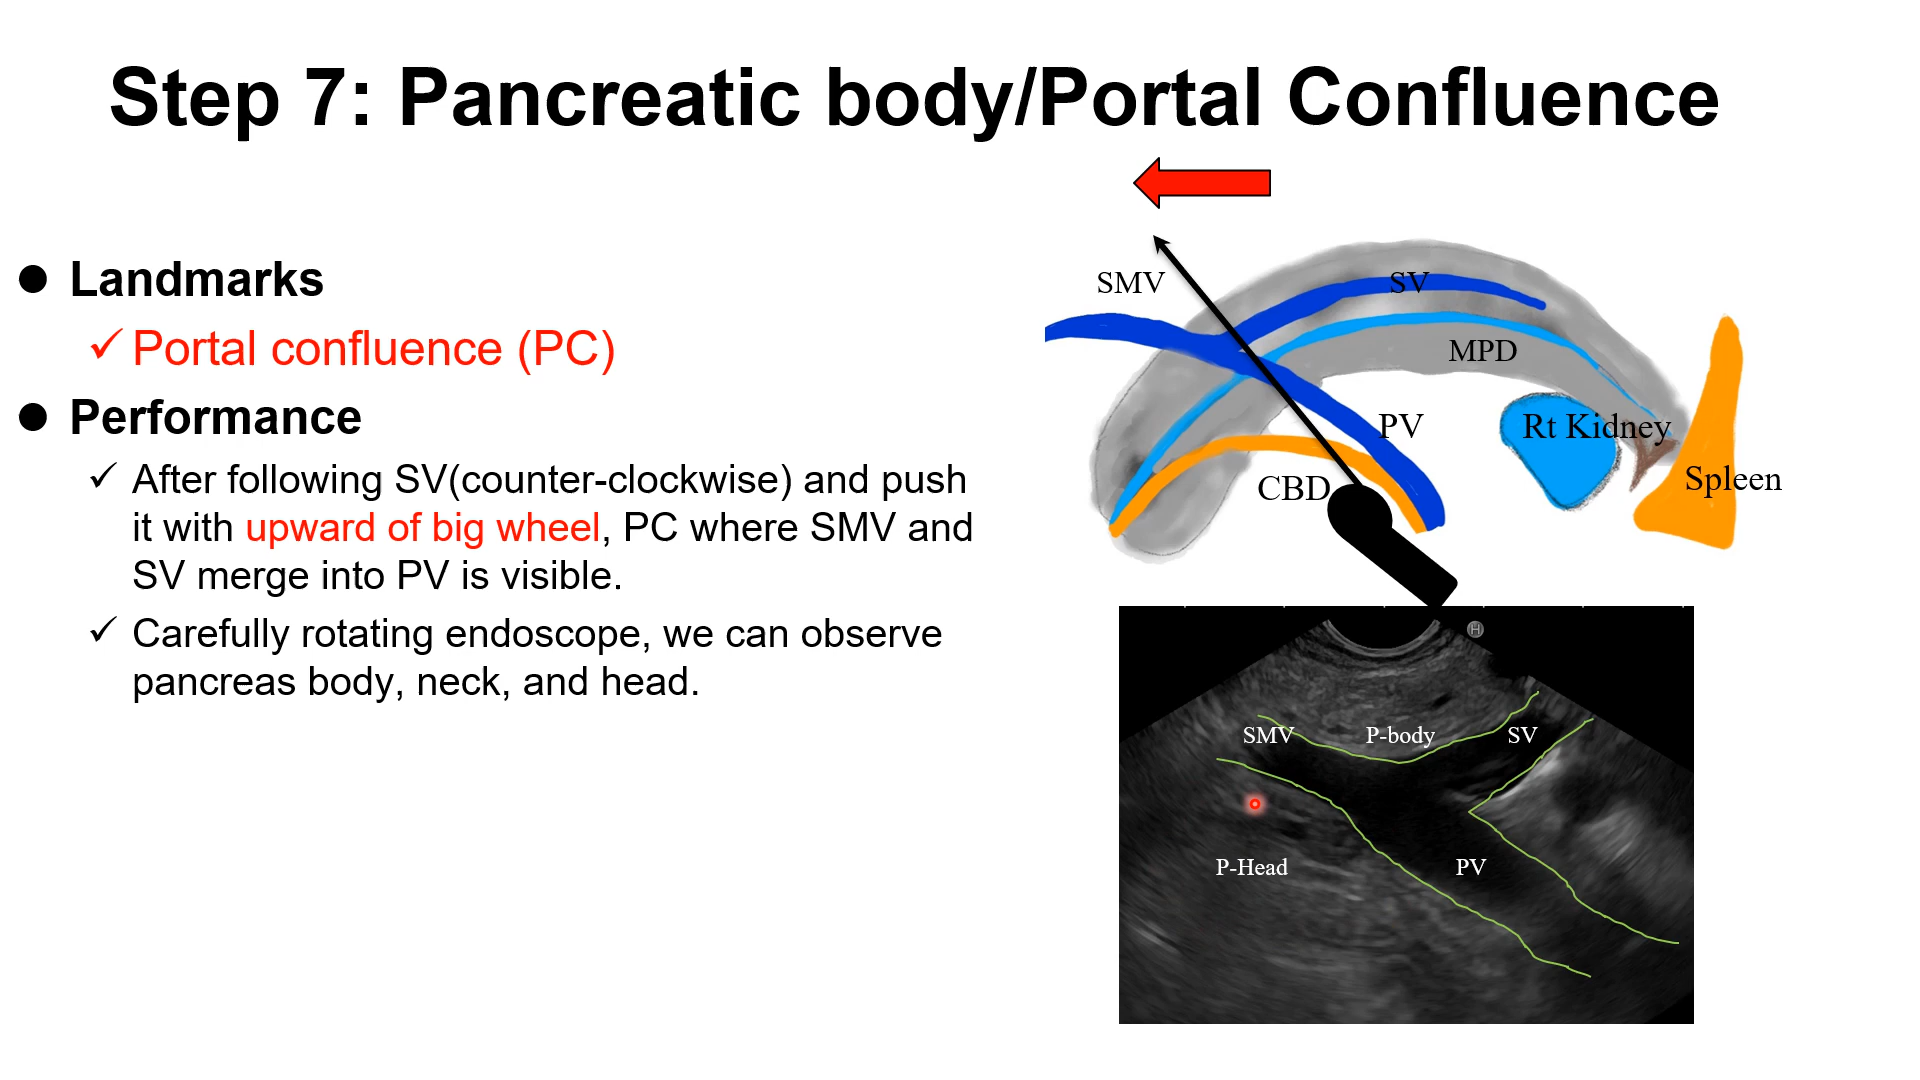 Step 7: Pancreatic body/Portal Confluence
Landmarks
Portal confluence (PC)
Performance
After following SV(counter-clockwise) and push
it with upward of big wheel, PC where SMV and
SV merge into PV is visible.
Carefully rotating endoscope, we can observe
pancreas body, neck, and head.
SMV
SV
MPD
PV
Rt Kidney
CBD
Spleen
H
SMV
P-body
SV
P-Head
PV